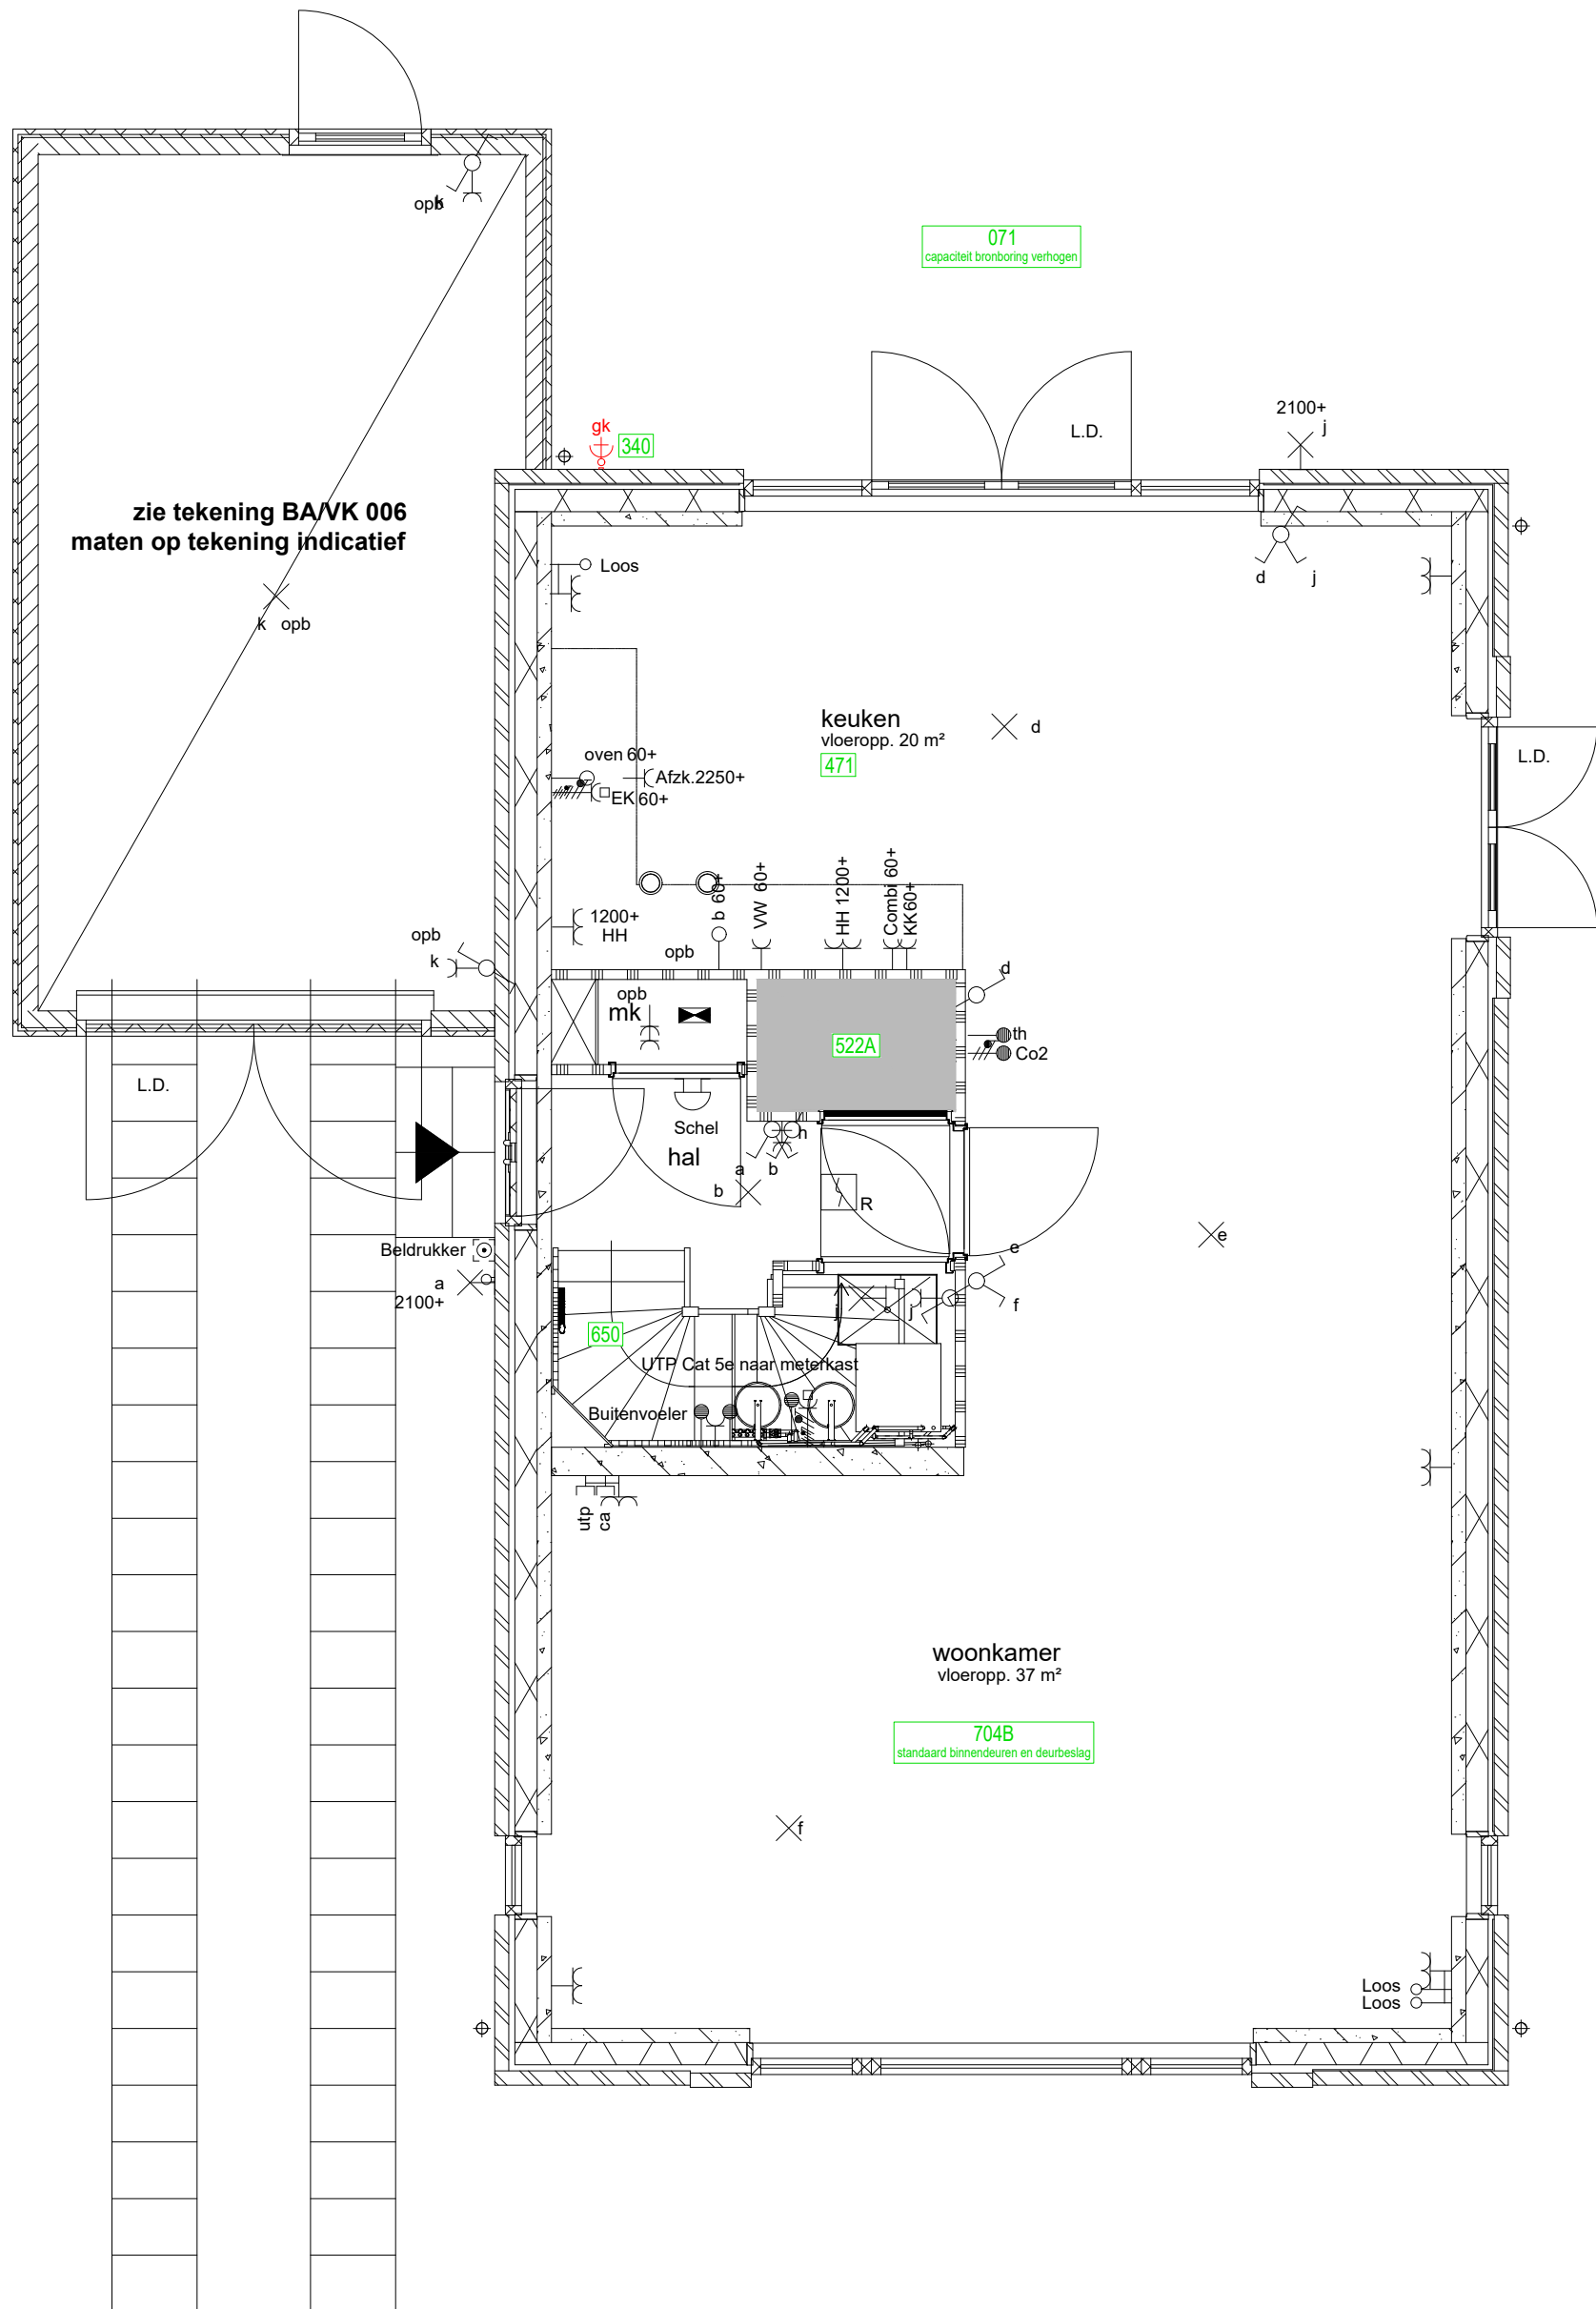 opb k
071
capaciteit bronboring verhogen
2100+
j
L.D.
gk
340
zie tekening BA/VK 006
maten op tekening indicatief
Loos
d j
k opb
keuken
vloeropp. 20 m²
471
d
L.D.
oven 60+
Afzk.2250+
EK 60+
b 60+
VW 60+
HH 1200+
Combi 60+
KK60+
1200+
HH
opb
opb
k
d
opb
mk
522A
th
Co2
L.D.
Schel
h
hal
a b
b
R
e
Beldrukker
e
a
2100+
f
j
j
650
UTP Cat 5e naar meterkast
Buitenvoeler
utp
ca
woonkamer
vloeropp. 37 m²
704B
standaard binnendeuren en deurbeslag
f
Loos
Loos